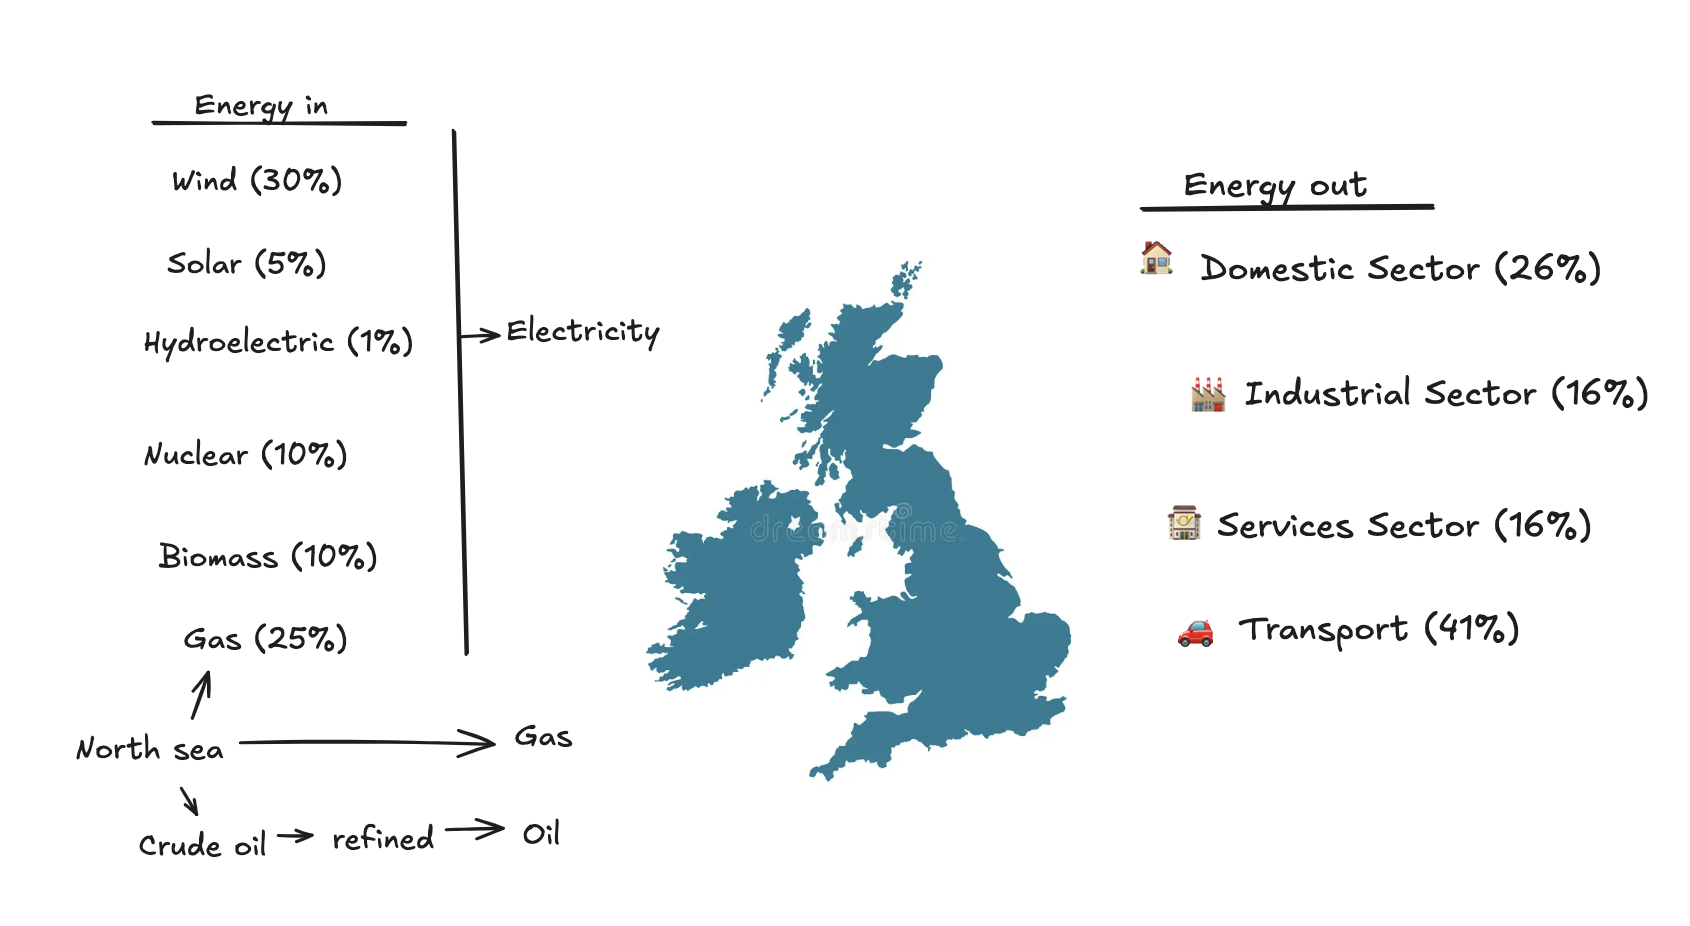 Energy in
Wind (30%)
Solar (5%)
Hydroelectric (1%)
Nuclear (10%)
Biomass (10%)
Gas (25%)
Electricity
North sea
Gas
Crude oil
refined
Oil
dreamstime.
Energy out
Domestic Sector (26%)
Industrial Sector (16%)
Services Sector (16%)
Transport (41%)